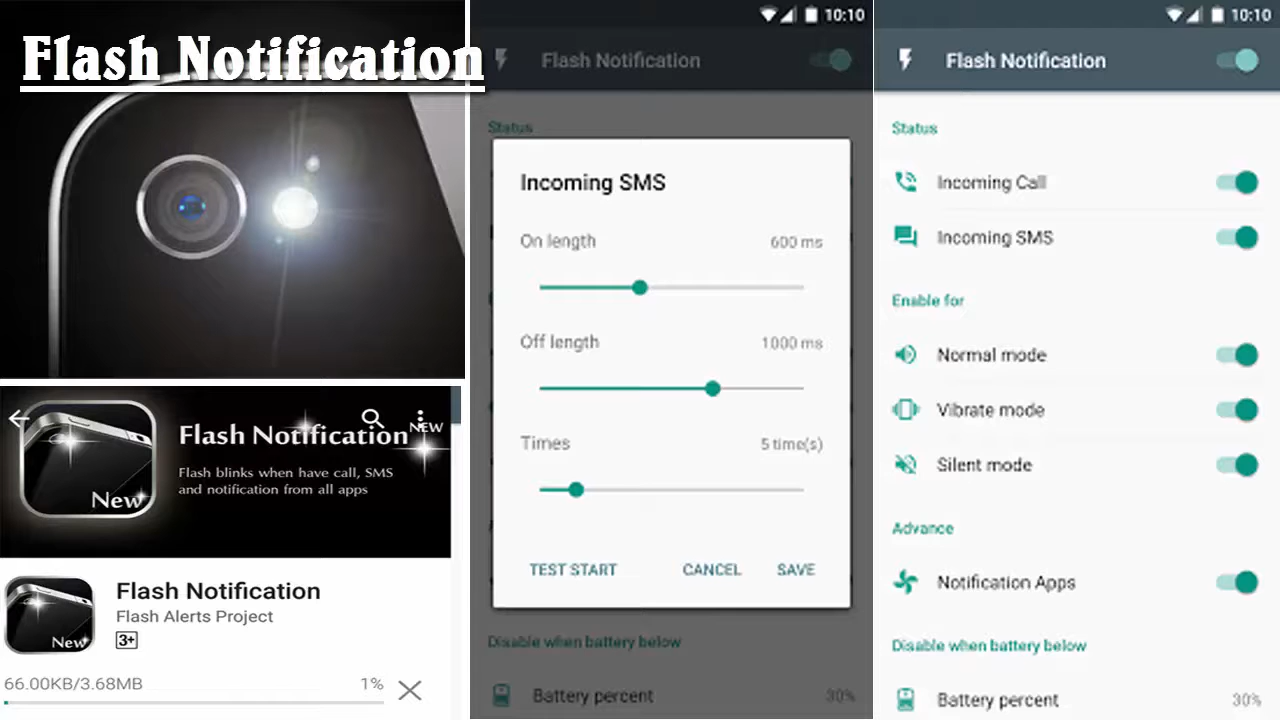 Flash Notification
Flash Notification
NEW
Flash blinks when have call, SMS
and notification from all apps
New
Flash Notification
Flash Alerts Project
3+
New
66.00KB/3.68MB 1%
10:10
Flash Notification
Status
Incoming SMS
On length 600 ms
Off length 1000 ms
Times 5 time(s)
TEST START CANCEL SAVE
Disable when battery below
Battery percent 30%
10:10
Flash Notification
Status
Incoming Call
Incoming SMS
Enable for
Normal mode
Vibrate mode
Silent mode
Advance
Notification Apps
Disable when battery below
Battery percent 30%